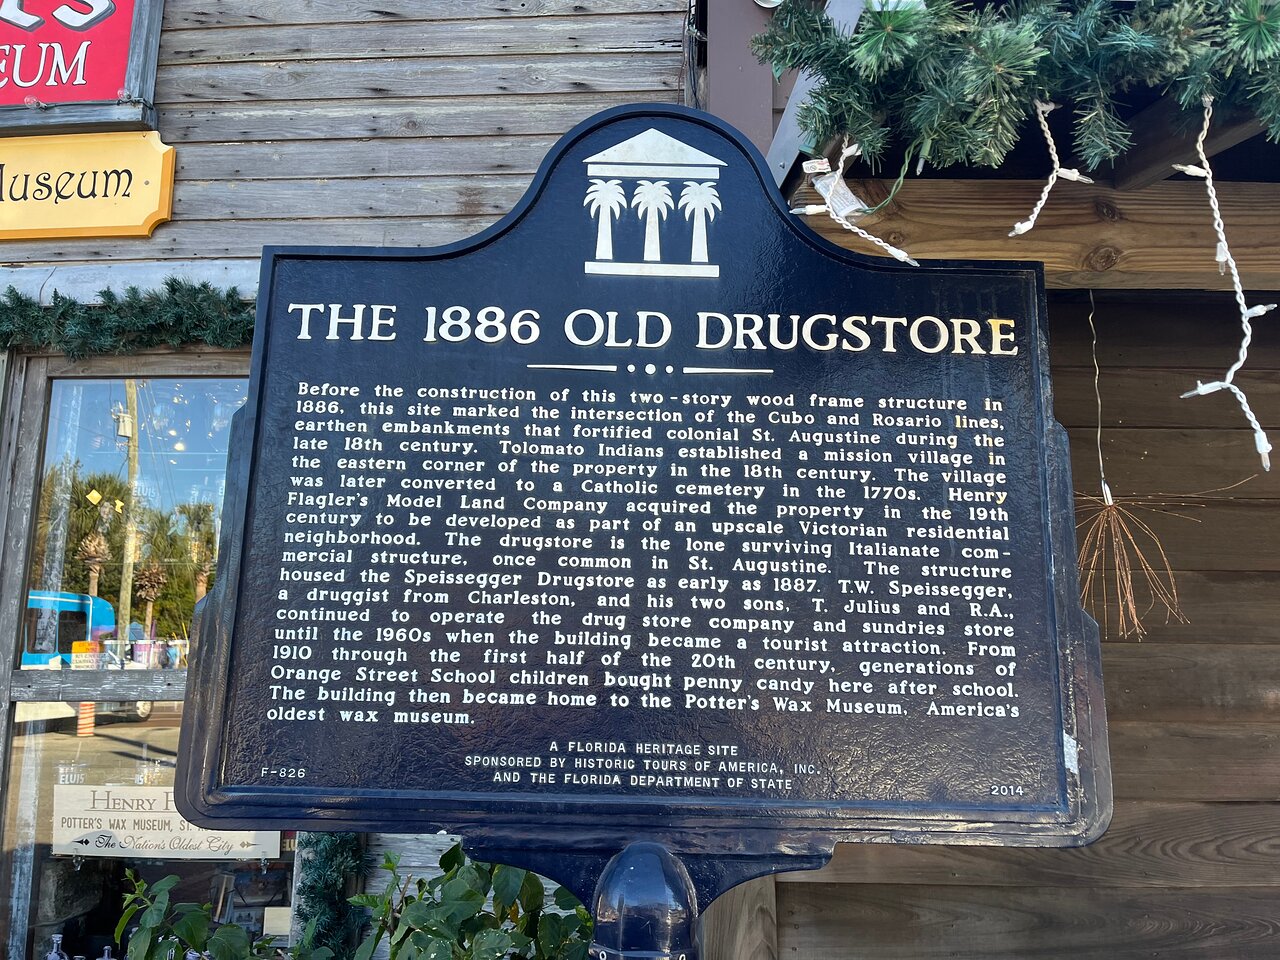 EUM
Museum
THE 1886 OLD DRUGSTORE
Before the construction of this two-story wood frame structure in
1886, this site marked the intersection of the Cubo and Rosario lines,
earthen embankments that fortified colonial St. Augustine during the
late 18th century. Tolomato Indians established a mission village in
the eastern corner of the property in the 18th century. The village
was later converted to a Catholic cemetery in the 1770s. Henry
Flagler's Model Land Company acquired the property in the 19th
century to be developed as part of an upscale Victorian residential
neighborhood. The drugstore is the lone surviving Italianate com-
mercial structure, once common in St. Augustine. The structure
housed the Speissegger Drugstore as early as 1887. T.W. Speissegger,
a druggist from Charleston, and his two sons, T. Julius and R.A.,
continued to operate the drug store company and sundries store
until the 1960s when the building became a tourist attraction. From
1910 through the first half of the 20th century, generations of
Orange Street School children bought penny candy here after school.
The building then became home to the Potter's Wax Museum, America's
oldest wax museum.
A FLORIDA HERITAGE SITE
SPONSORED BY HISTORIC TOURS OF AMERICA, INC.
AND THE FLORIDA DEPARTMENT OF STATE
F-826
2014
ELVIS
HENRY
POTTER'S WAX MUSEUM, ST.
The Nation's Oldest City